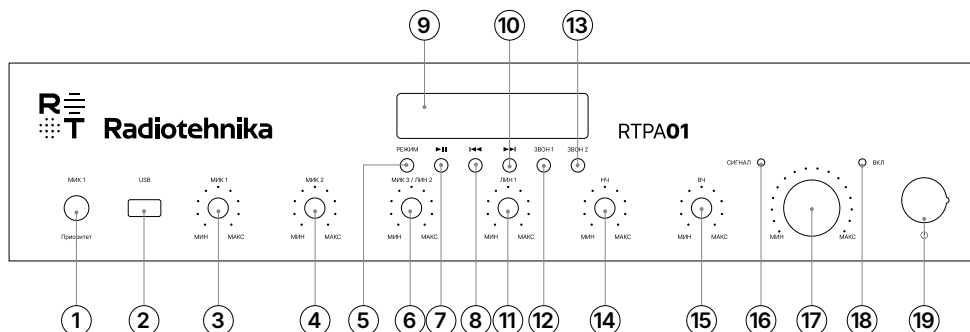 9 10 13
R
T Radiotehnika
RTPA01
РЕЖИМ ЗВОН 1 ЗВОН 2
СИГНАЛ ВКЛ
МИК 1 USB МИК 1 МИК 2 МИК 3 / ЛИН 2 ЛИН 1 НЧ ВЧ
Приоритет МИН МАКС МИН МАКС МИН МАКС МИН МАКС МИН МАКС МИН МАКС МИН МАКС
1 2 3 4 5 6 7 8 11 12 14 15 16 17 18 19